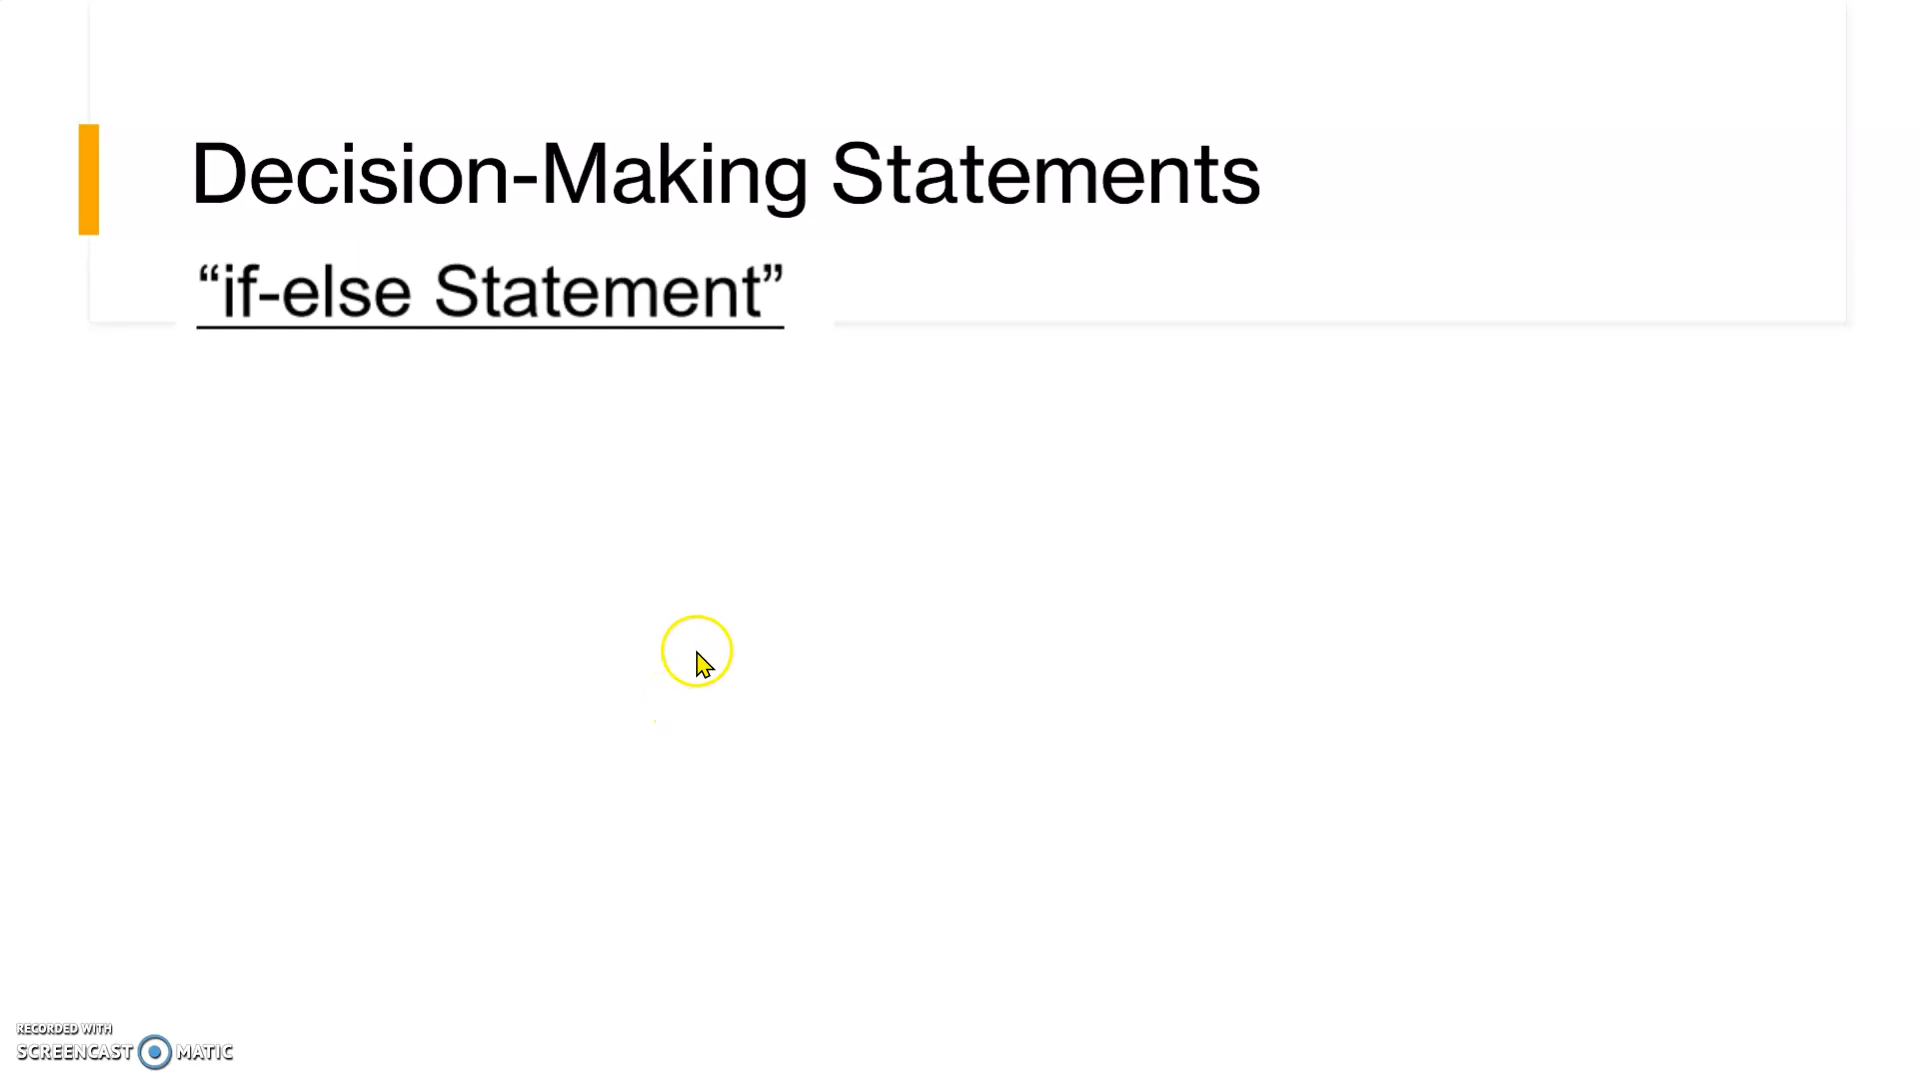 Decision-Making Statements
“if-else Statement”
RECORDED WITH
SCREENCAST MATIC